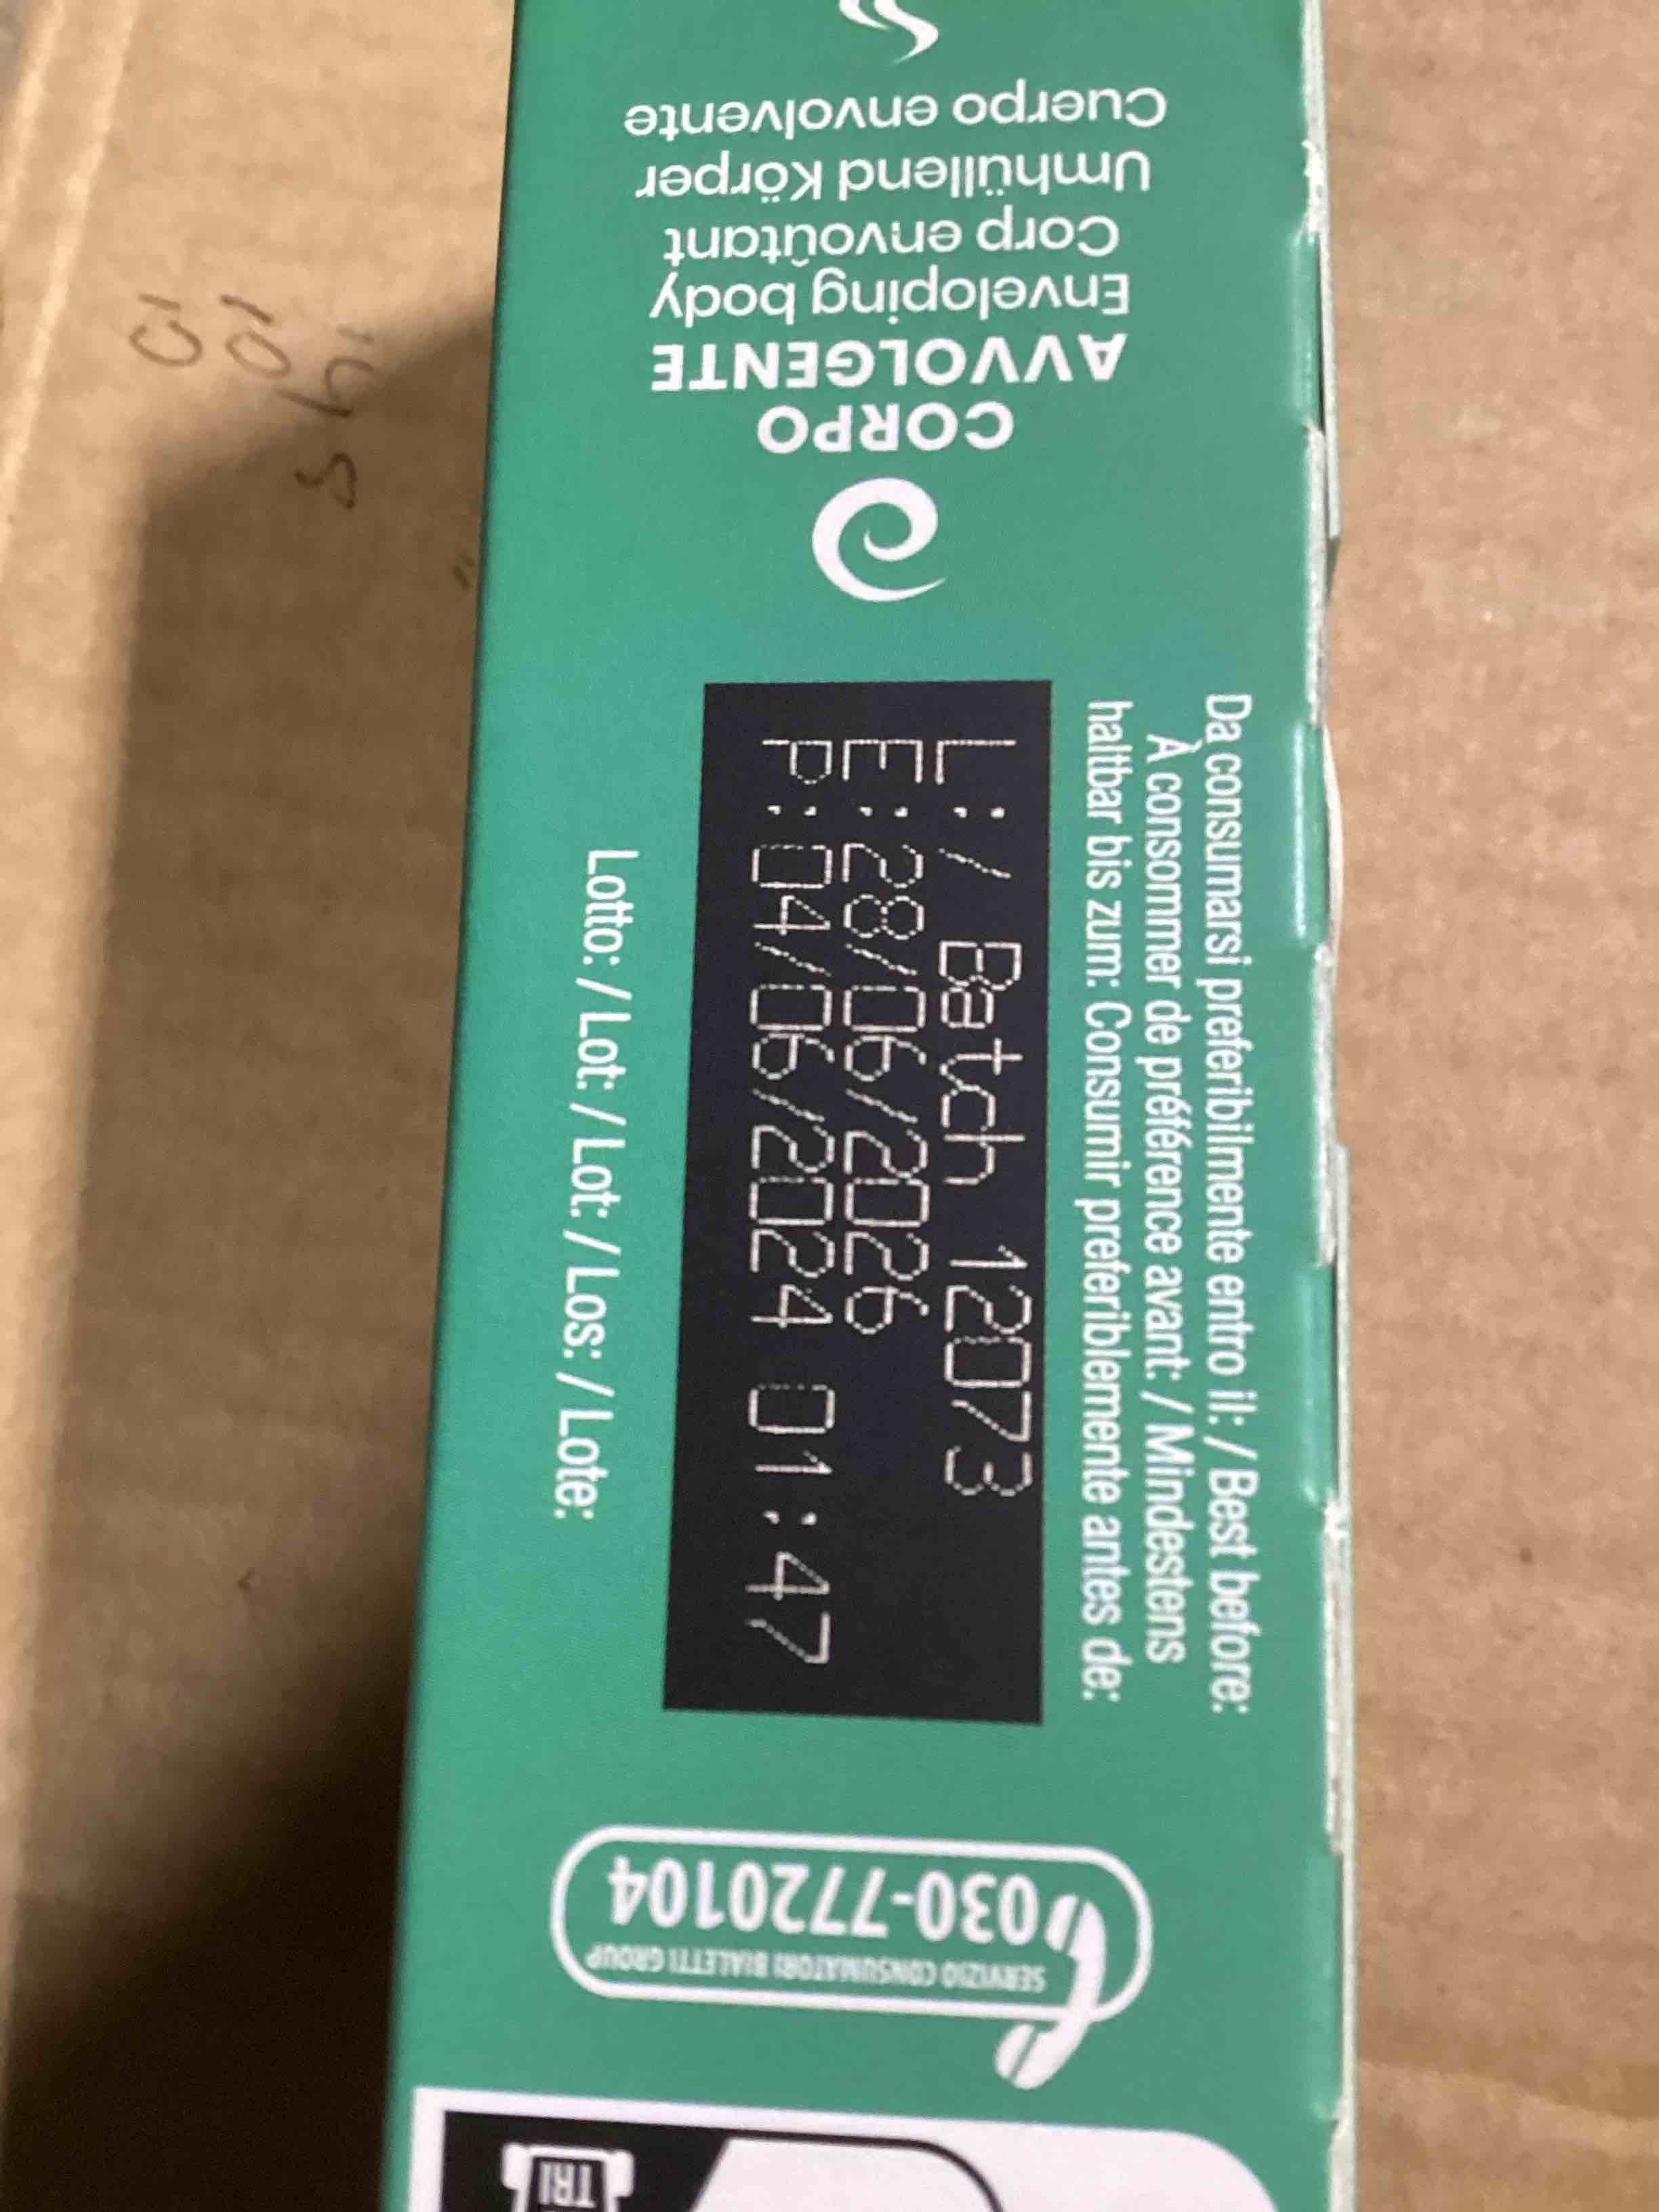 Cuerpo envolvente
Umhüllend Körper
Corp envoûtant
Enveloping body
AVVOLGENTE
CORPO
Da consumarsi preferibilmente entro il: / Best before:
À consommer de préférence avant: / Mindestens
haltbar bis zum: Consumir preferiblemente antes de:
L: / Batch 12073
E:28/06/2026
P:04/06/2024 01:47
Lotto: / Lot: / Lot: / Los: / Lote:
030-7720104
SERVIZIO CONSUMATORI BIALETTI GROUP
TRI